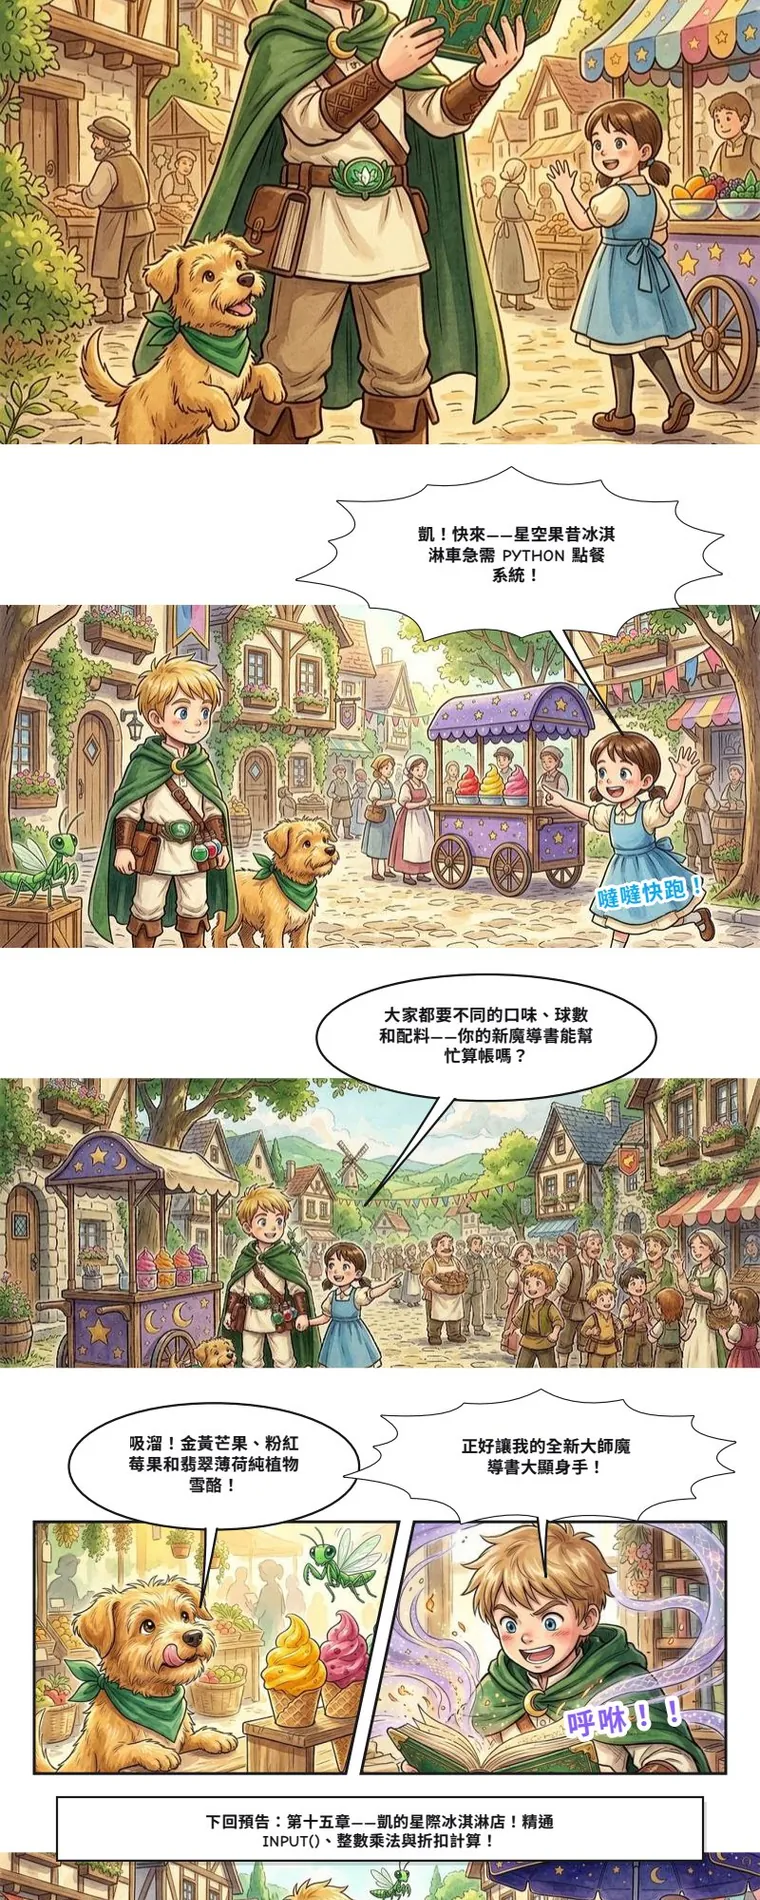 凱！快來——星空果昔冰淇
淋車急需 PYTHON 點餐
系統！
噠噠快跑！
大家都要不同的口味、球數
和配料——你的新魔導書能幫
忙算帳嗎？
吸溜！金黃芒果、粉紅
莓果和翡翠薄荷純植物
雪酪！
正好讓我的全新大師魔
導書大顯身手！
呼咻！！
下回預告：第十五章——凱的星際冰淇淋店！精通
INPUT()、整數乘法與折扣計算！